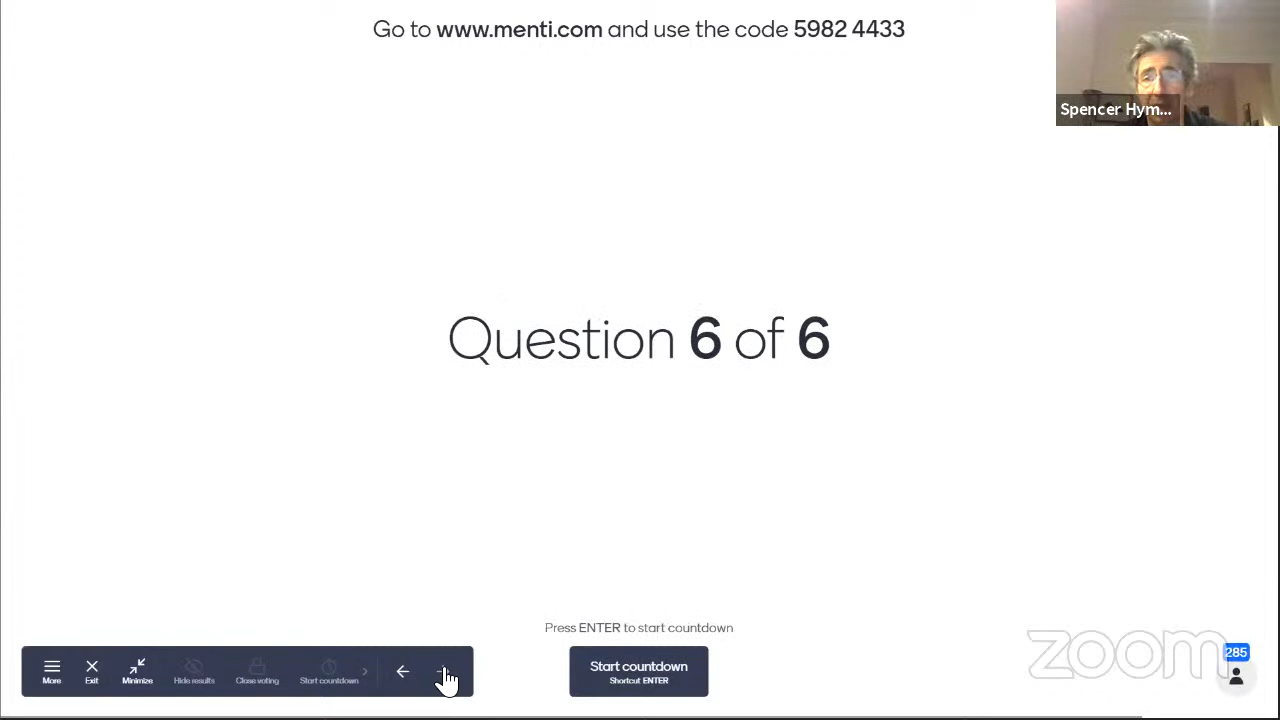 Go to www.menti.com and use the code 5982 4433
Spencer Hym...
Question 6 of 6
Press ENTER to start countdown
More
Exit
Minimize
Hide results
Close voting
Start countdown
Start countdown
Shortcut ENTER
zoom
285